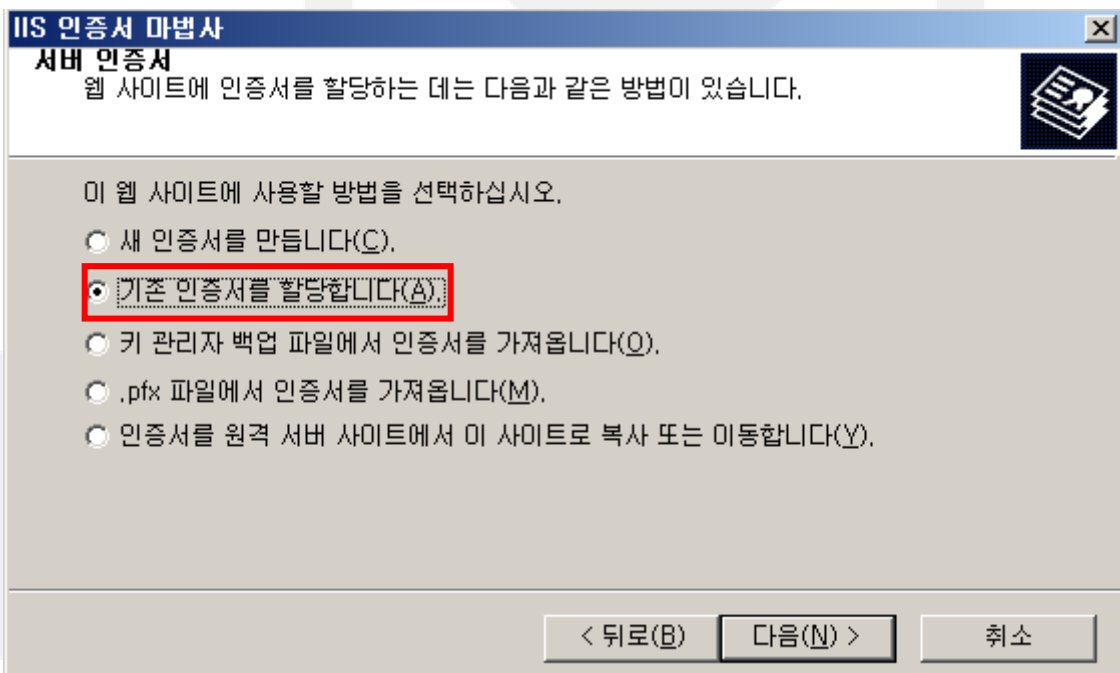 IIS 인증서 마법사
서버 인증서
웹 사이트에 인증서를 할당하는 데는 다음과 같은 방법이 있습니다.
이 웹 사이트에 사용할 방법을 선택하십시오.
새 인증서를 만듭니다(C).
기존 인증서를 할당합니다(A).
키 관리자 백업 파일에서 인증서를 가져옵니다(O).
.pfx 파일에서 인증서를 가져옵니다(M).
인증서를 원격 서버 사이트에서 이 사이트로 복사 또는 이동합니다(Y).
< 뒤로(B) 다음(N) > 취소